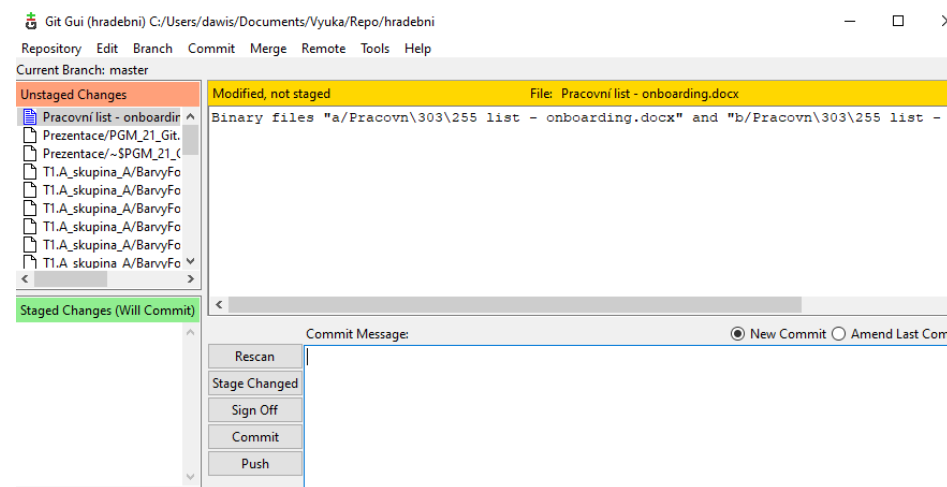 Git Gui (hradebni) C:/Users/dawis/Documents/Vyuka/Repo/hradebni
Repository Edit Branch Commit Merge Remote Tools Help
Current Branch: master
Unstaged Changes
Pracovní list - onboardin
Prezentace/PGM_21_Git.
Prezentace/~$PGM_21_(
T1.A_skupina_A/BarvyFo
T1.A_skupina_A/BarvyFo
T1.A_skupina_A/BarvyFo
T1.A_skupina_A/BarvyFo
T1.A_skupina_A/BarvyFo
T1.A_skupina_A/BarvyFo
Staged Changes (Will Commit)
Modified, not staged File: Pracovní list - onboarding.docx
Binary files "a/Pracovn\303\255 list - onboarding.docx" and "b/Pracovn\303\255 list -
Commit Message: New Commit Amend Last Com
Rescan
Stage Changed
Sign Off
Commit
Push